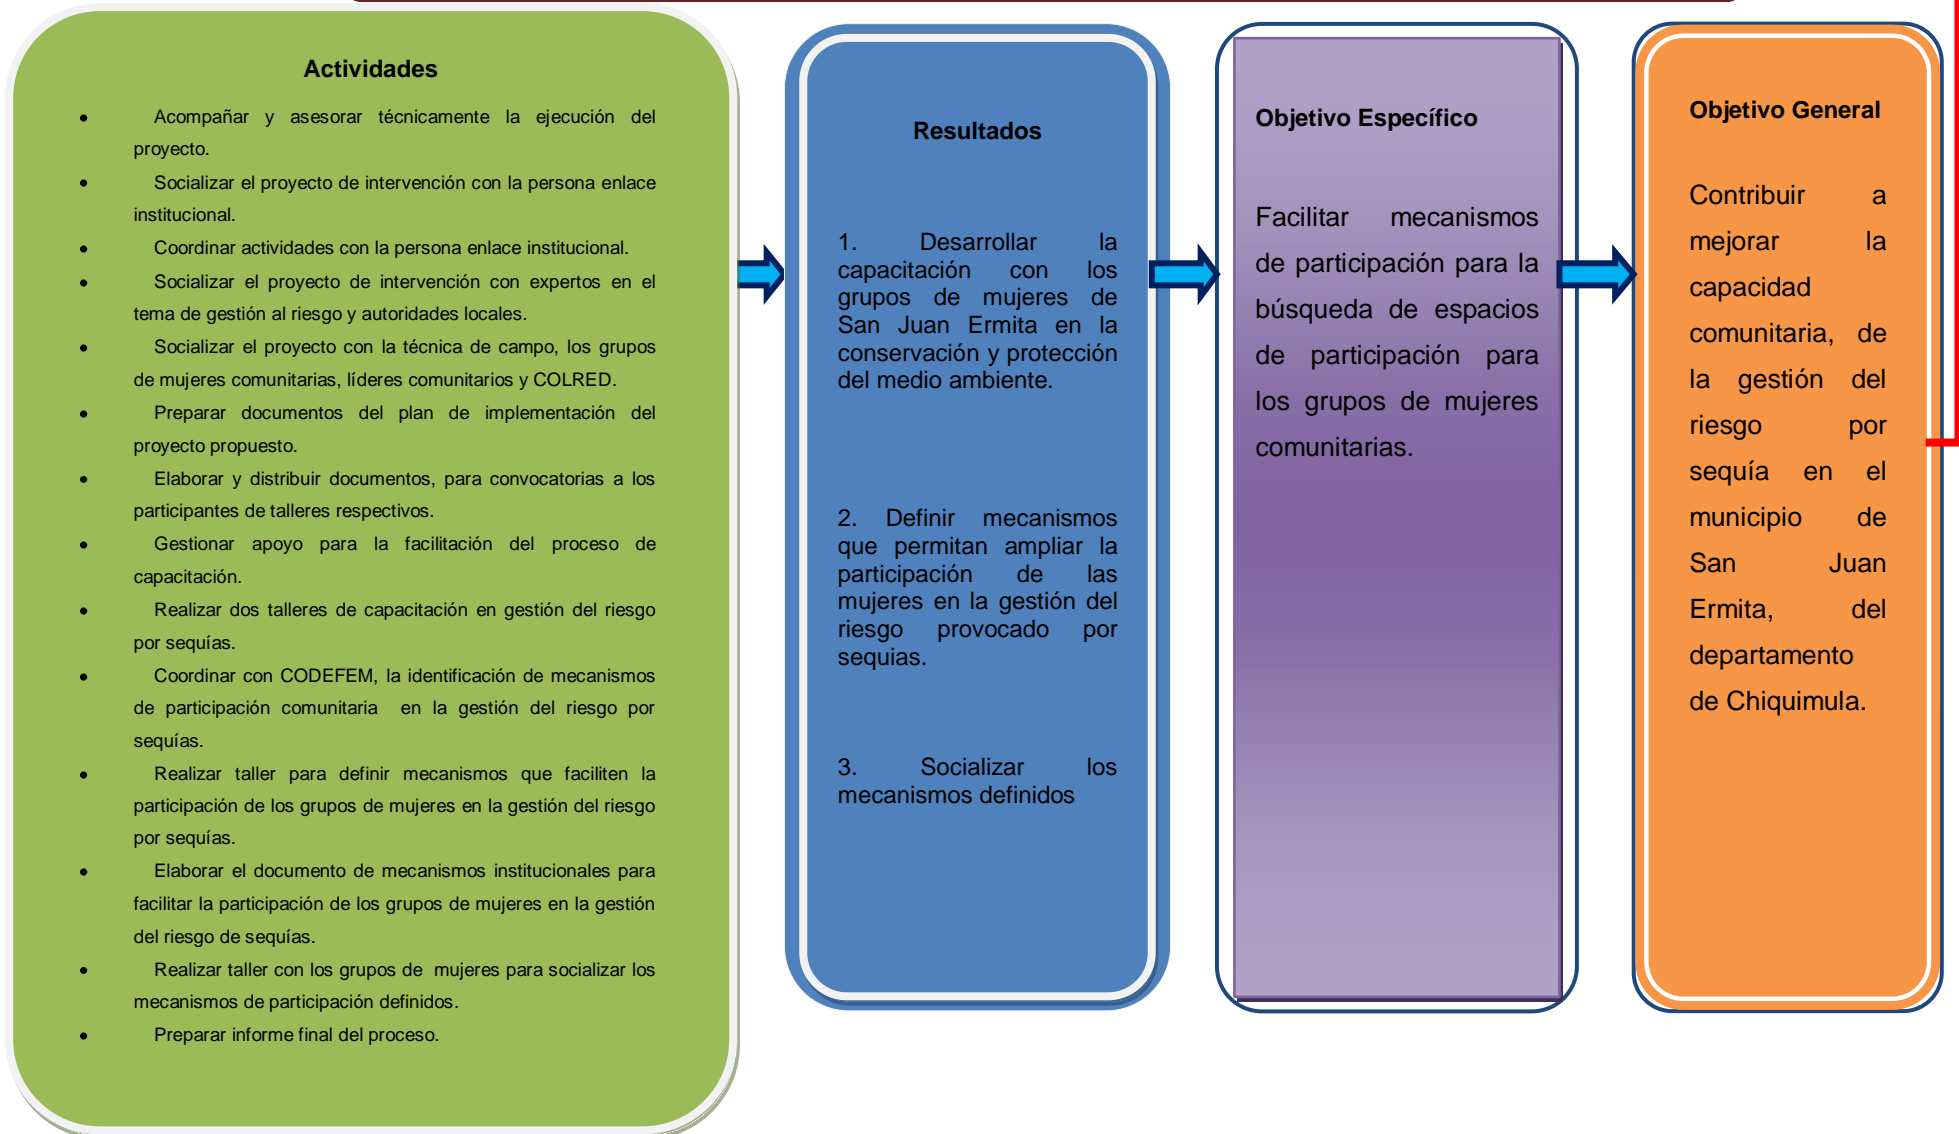 Actividades
• Acompañar y asesorar técnicamente la ejecución del
proyecto.
• Socializar el proyecto de intervención con la persona enlace
institucional.
• Coordinar actividades con la persona enlace institucional.
• Socializar el proyecto de intervención con expertos en el
tema de gestión al riesgo y autoridades locales.
• Socializar el proyecto con la técnica de campo, los grupos
de mujeres comunitarias, líderes comunitarios y COLRED.
• Preparar documentos del plan de implementación del
proyecto propuesto.
• Elaborar y distribuir documentos, para convocatorias a los
participantes de talleres respectivos.
• Gestionar apoyo para la facilitación del proceso de
capacitación.
• Realizar dos talleres de capacitación en gestión del riesgo
por sequías.
• Coordinar con CODEFEM, la identificación de mecanismos
de participación comunitaria en la gestión del riesgo por
sequías.
• Realizar taller para definir mecanismos que faciliten la
participación de los grupos de mujeres en la gestión del riesgo
por sequías.
• Elaborar el documento de mecanismos institucionales para
facilitar la participación de los grupos de mujeres en la gestión
del riesgo de sequías.
• Realizar taller con los grupos de mujeres para socializar los
mecanismos de participación definidos.
• Preparar informe final del proceso.
Resultados
1. Desarrollar la
capacitación con los
grupos de mujeres de
San Juan Ermita en la
conservación y protección
del medio ambiente.
2. Definir mecanismos
que permitan ampliar la
participación de las
mujeres en la gestión del
riesgo provocado por
sequias.
3. Socializar los
mecanismos definidos
Objetivo Específico
Facilitar mecanismos
de participación para la
búsqueda de espacios
de participación para
los grupos de mujeres
comunitarias.
Objetivo General
Contribuir a
mejorar la
capacidad
comunitaria, de
la gestión del
riesgo por
sequía en el
municipio de
San Juan
Ermita, del
departamento
de Chiquimula.